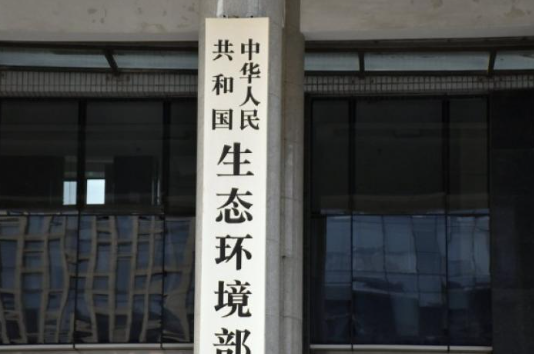 中华人民
共和国
生态环境部